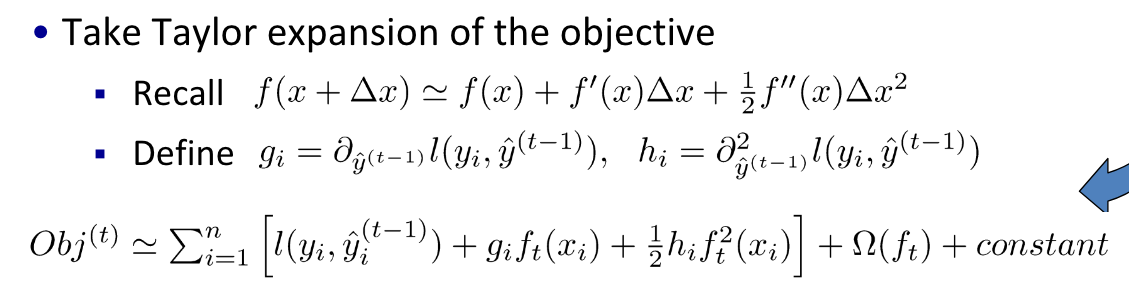 • Take Taylor expansion of the objective
▪ Recall f(x + Δx) ≃ f(x) + f′(x)Δx + ½f″(x)Δx²
▪ Define g_i = ∂_{ŷ^{(t−1)}} l(y_i, ŷ^{(t−1)}), h_i = ∂²_{ŷ^{(t−1)}} l(y_i, ŷ^{(t−1)})
Obj^{(t)} ≃ ∑_{i=1}^{n} [l(y_i, ŷ_i^{(t−1)}) + g_i f_t(x_i) + ½h_i f_t²(x_i)] + Ω(f_t) + constant